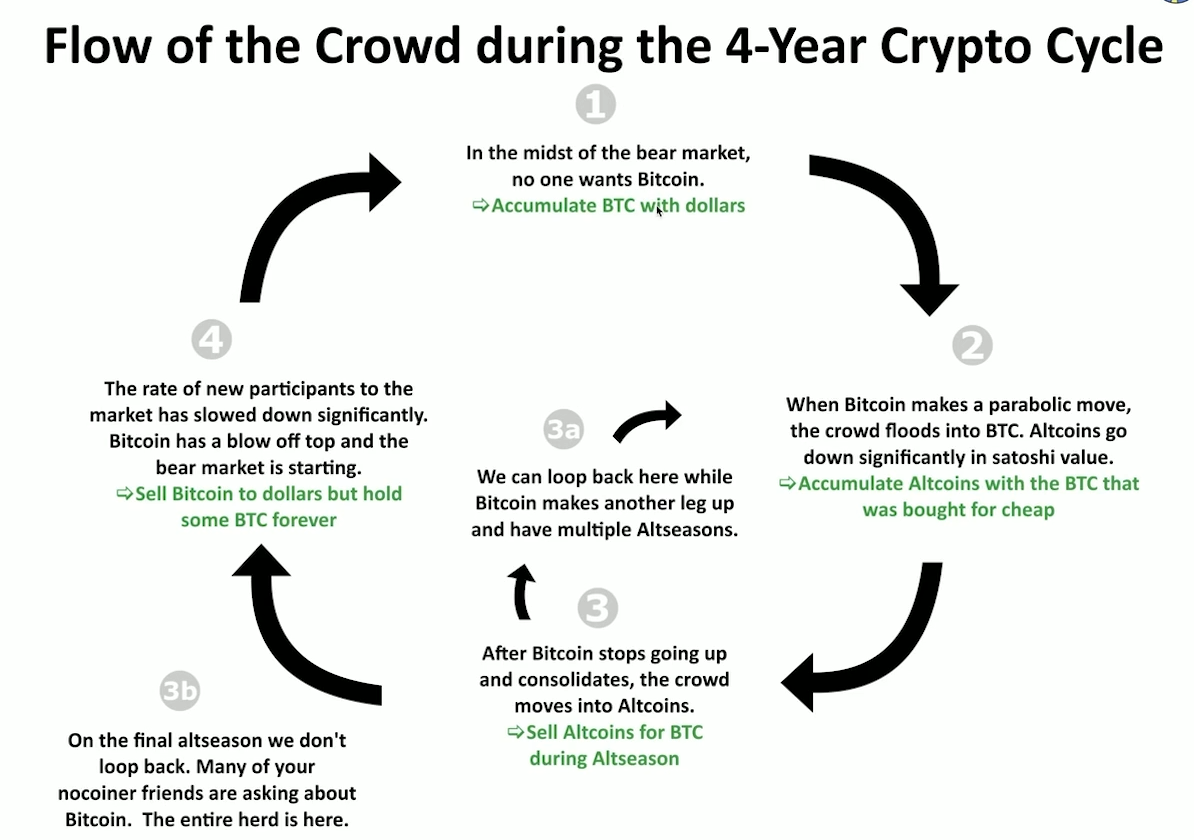 Flow of the Crowd during the 4-Year Crypto Cycle
1
In the midst of the bear market,
no one wants Bitcoin.
⇨Accumulate BTC with dollars
2
When Bitcoin makes a parabolic move,
the crowd floods into BTC. Altcoins go
down significantly in satoshi value.
⇨Accumulate Altcoins with the BTC that
was bought for cheap
3
After Bitcoin stops going up
and consolidates, the crowd
moves into Altcoins.
⇨Sell Altcoins for BTC
during Altseason
3a
We can loop back here while
Bitcoin makes another leg up
and have multiple Altseasons.
3b
On the final altseason we don't
loop back. Many of your
nocoiner friends are asking about
Bitcoin.  The entire herd is here.
4
The rate of new participants to the
market has slowed down significantly.
Bitcoin has a blow off top and the
bear market is starting.
⇨Sell Bitcoin to dollars but hold
some BTC forever